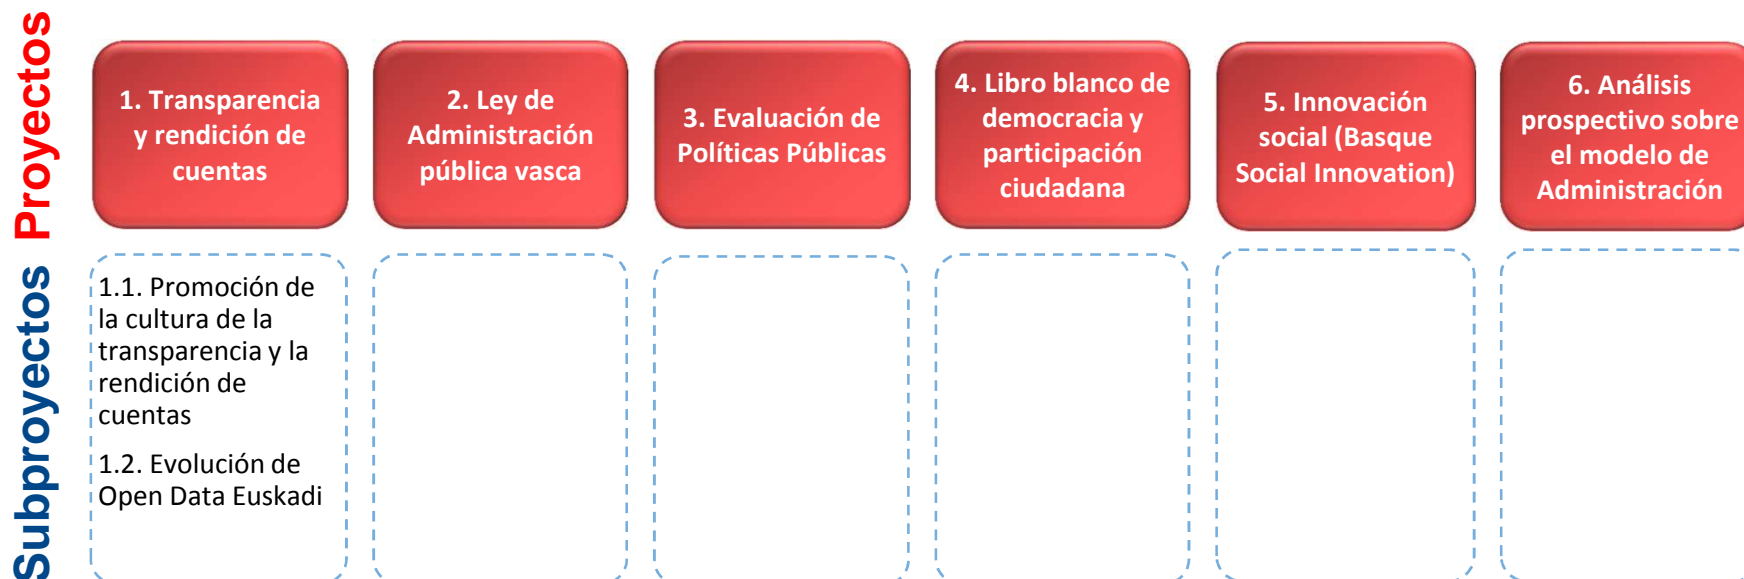 Proyectos
1. Transparencia
y rendición de
cuentas
2. Ley de
Administración
pública vasca
3. Evaluación de
Políticas Públicas
4. Libro blanco de
democracia y
participación
ciudadana
5. Innovación
social (Basque
Social Innovation)
6. Análisis
prospectivo sobre
el modelo de
Administración
Subproyectos
1.1. Promoción de
la cultura de la
transparencia y la
rendición de
cuentas
1.2. Evolución de
Open Data Euskadi